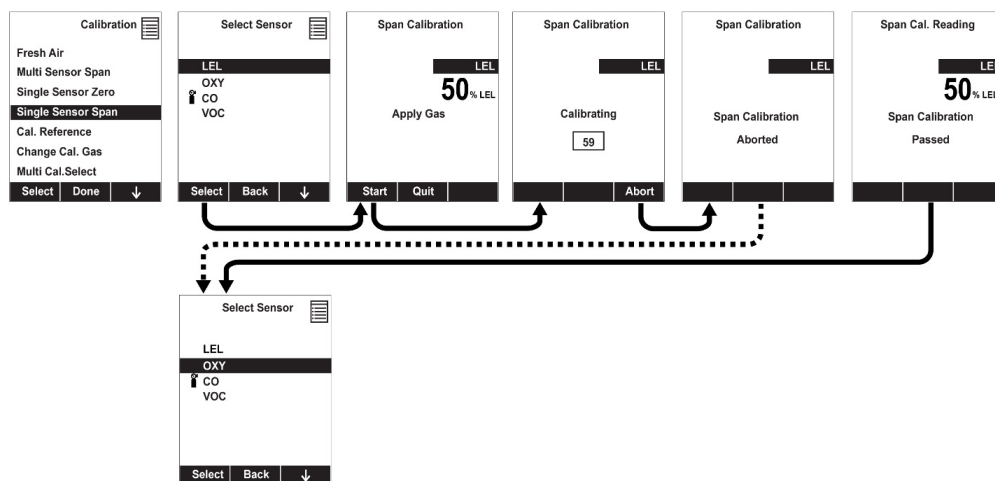 Calibration
Fresh Air
Multi Sensor Span
Single Sensor Zero
Single Sensor Span
Cal. Reference
Change Cal. Gas
Multi Cal.Select
Select Done ↓
Select Sensor
LEL
OXY
CO
VOC
Select Back ↓
Span Calibration
LEL
50% LEL
Apply Gas
Start Quit
Span Calibration
LEL
Calibrating
59
Abort
Span Calibration
LEL
Span Calibration
Aborted
Span Cal. Reading
LE
50% LEL
Span Calibration
Passed
Select Sensor
LEL
OXY
CO
VOC
Select Back ↓